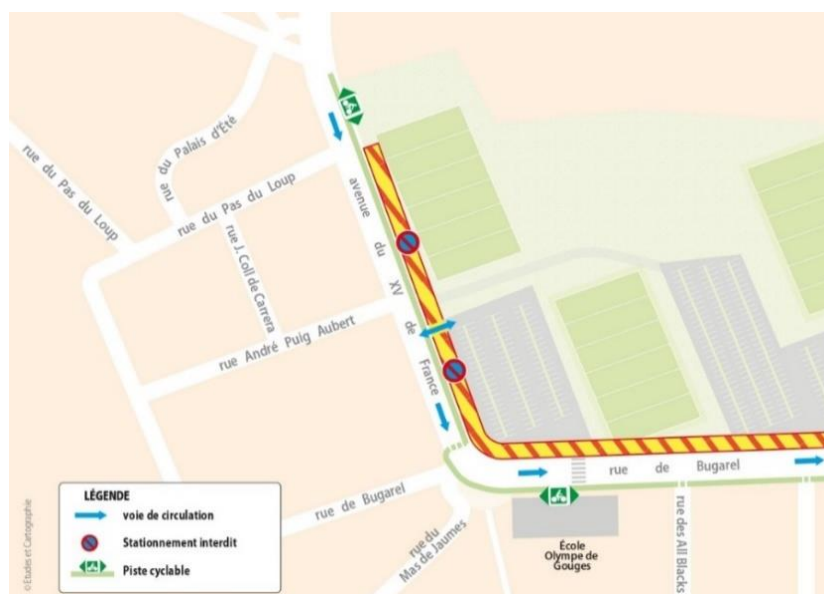 rue du Palais d'Été
rue du Pas du Loup
rue du Pas du Loup
rue J. Coll de Carrera
avenue du XV de France
rue André Puig Aubert
rue de Bugarel
rue de Bugarel
rue du
Mas de Jaumes
rue des All Blacks
École
Olympe de
Gouges
LÉGENDE
voie de circulation
Stationnement interdit
Piste cyclable
© Etudes et Cartographie